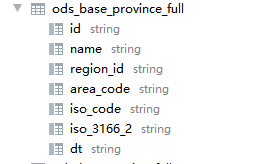 ods_base_province_full
id string
name string
region_id string
area_code string
iso_code string
iso_3166_2 string
dt string